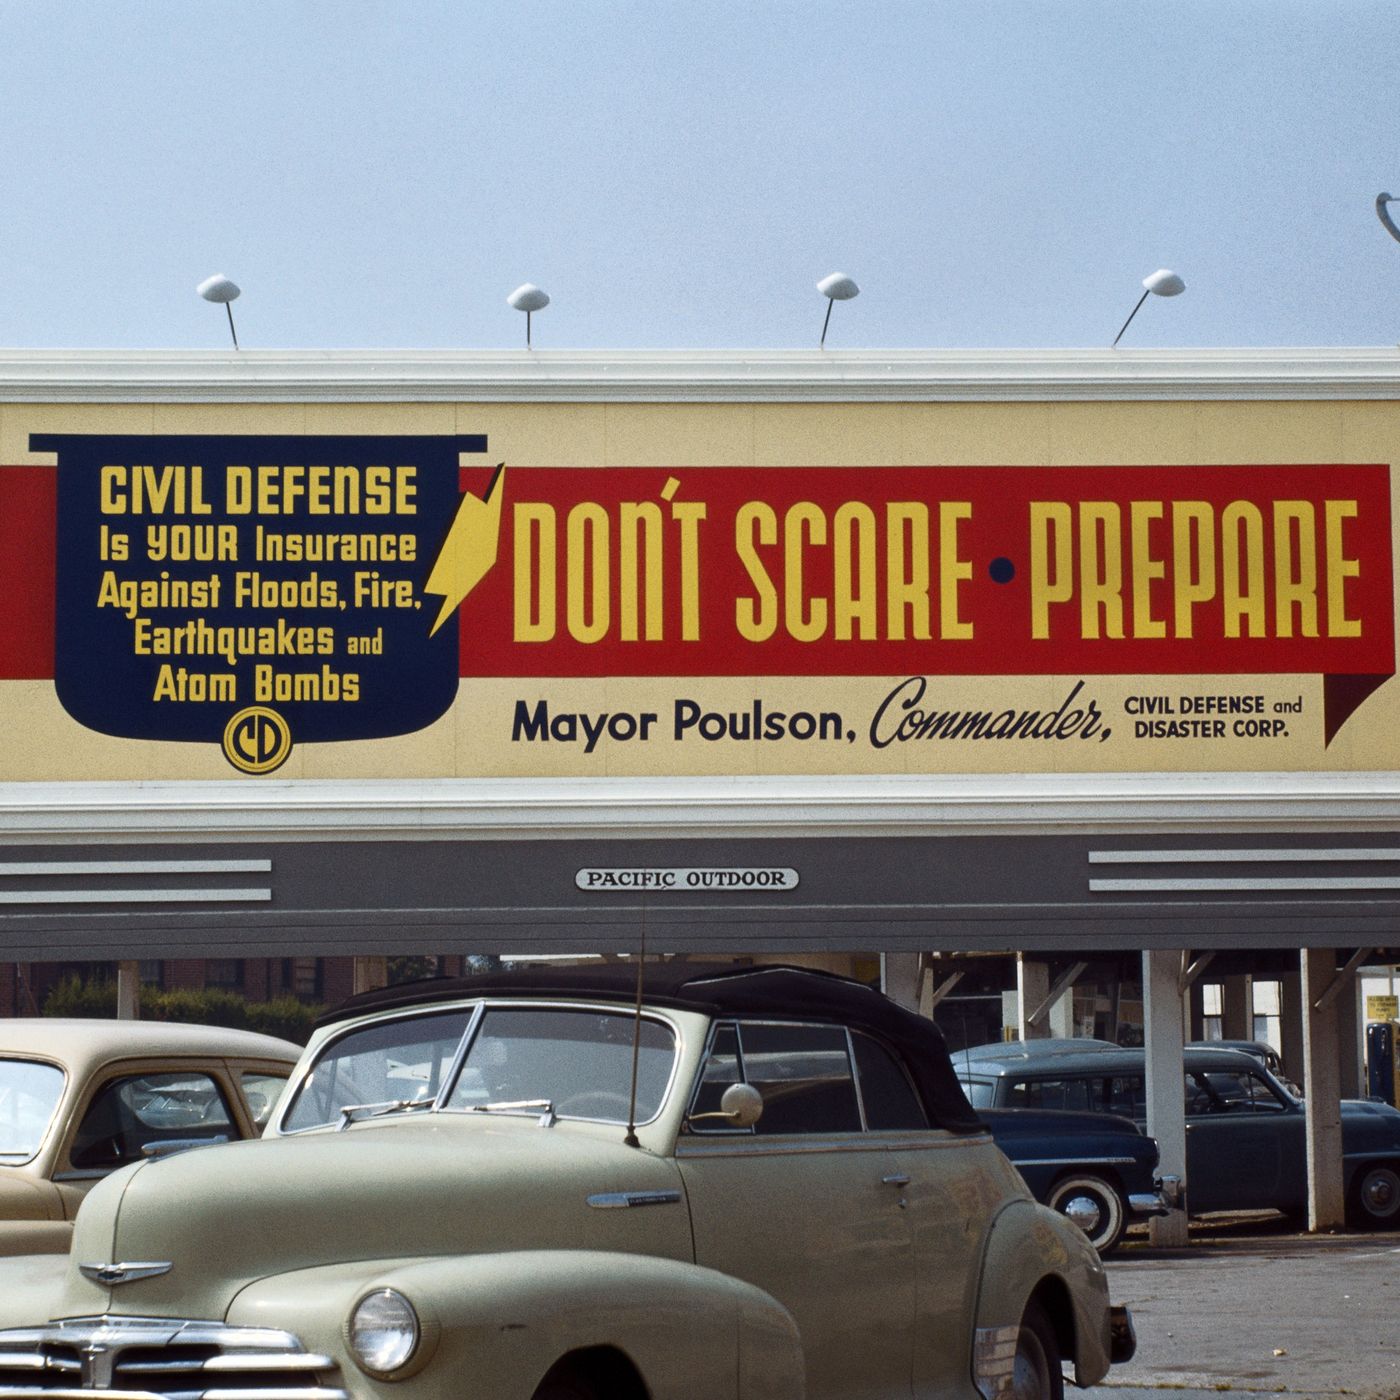 CIVIL DEFENSE
Is YOUR Insurance
Against Floods, Fire,
Earthquakes and
Atom Bombs
CD
DON'T SCARE • PREPARE
Mayor Poulson, Commander, CIVIL DEFENSE and
DISASTER CORP.
PACIFIC OUTDOOR